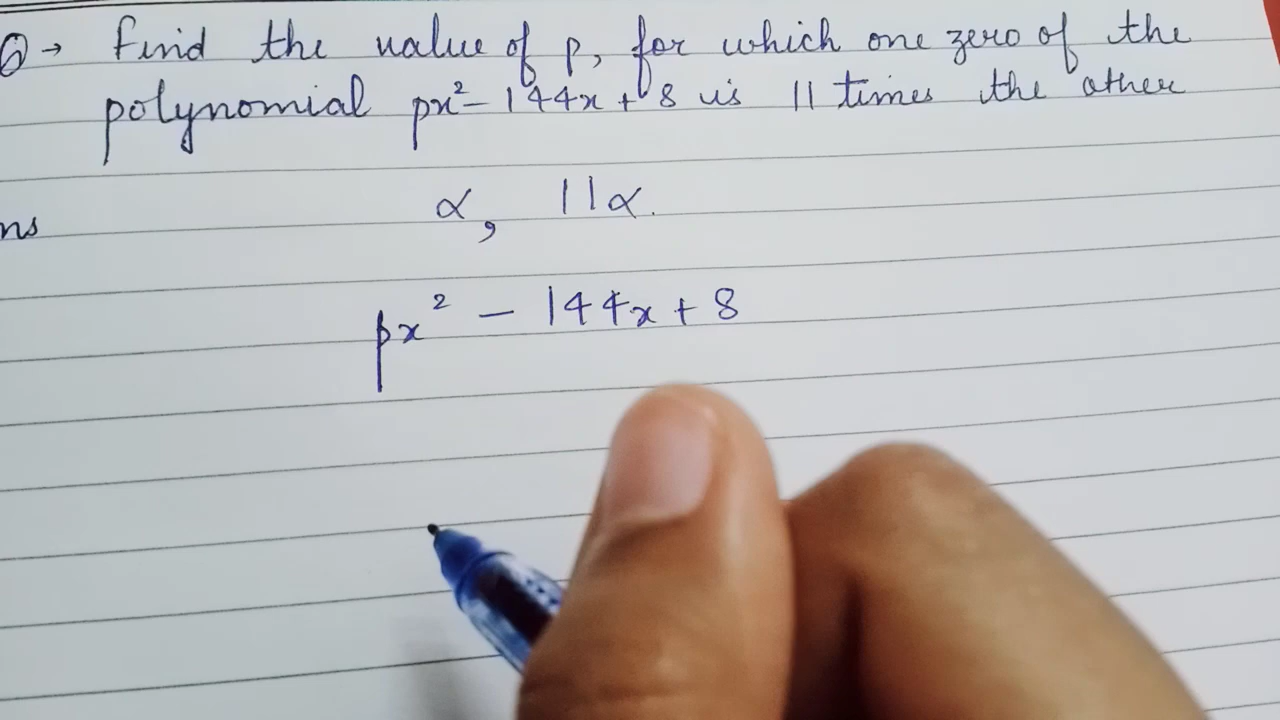 Q→ Find the value of p, for which one zero of the
polynomial px²- 144x + 8 is 11 times the other
ns
α, 11α.
px² - 144x + 8